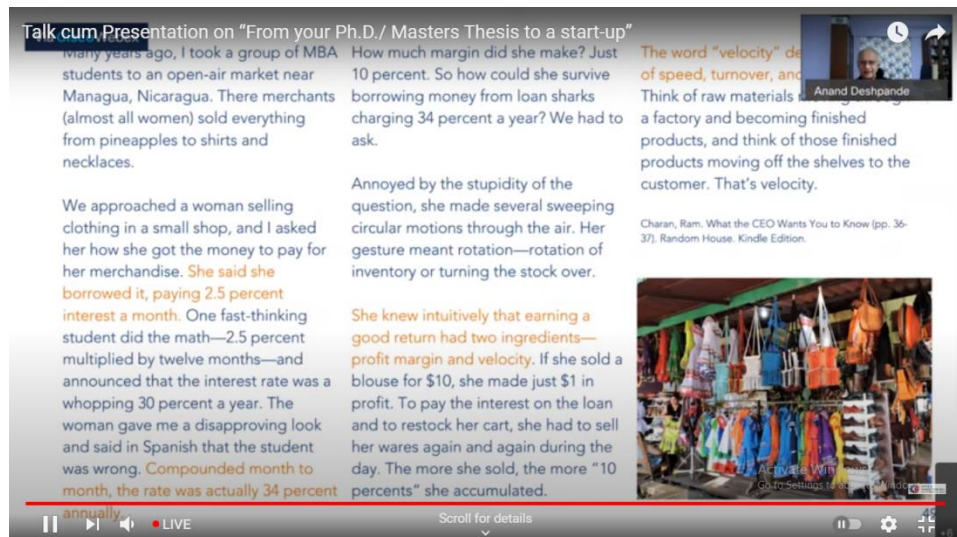 Talk cum Presentation on “From your Ph.D./ Masters Thesis to a start-up”
Anand Deshpande
Many years ago, I took a group of MBA
students to an open-air market near
Managua, Nicaragua. There merchants
(almost all women) sold everything
from pineapples to shirts and
necklaces.
We approached a woman selling
clothing in a small shop, and I asked
her how she got the money to pay for
her merchandise. She said she
borrowed it, paying 2.5 percent
interest a month. One fast-thinking
student did the math—2.5 percent
multiplied by twelve months—and
announced that the interest rate was a
whopping 30 percent a year. The
woman gave me a disapproving look
and said in Spanish that the student
was wrong. Compounded month to
month, the rate was actually 34 percent
annually.
How much margin did she make? Just
10 percent. So how could she survive
borrowing money from loan sharks
charging 34 percent a year? We had to
ask.
Annoyed by the stupidity of the
question, she made several sweeping
circular motions through the air. Her
gesture meant rotation—rotation of
inventory or turning the stock over.
She knew intuitively that earning a
good return had two ingredients—
profit margin and velocity. If she sold a
blouse for $10, she made just $1 in
profit. To pay the interest on the loan
and to restock her cart, she had to sell
her wares again and again during the
day. The more she sold, the more “10
percents” she accumulated.
The word “velocity”
of speed, turnover, and
Think of raw materials
a factory and becoming finished
products, and think of those finished
products moving off the shelves to the
customer. That’s velocity.
Charan, Ram. What the CEO Wants You to Know (pp. 36-
37). Random House. Kindle Edition.
Activate Windows
Go to Settings to
LIVE
Scroll for details